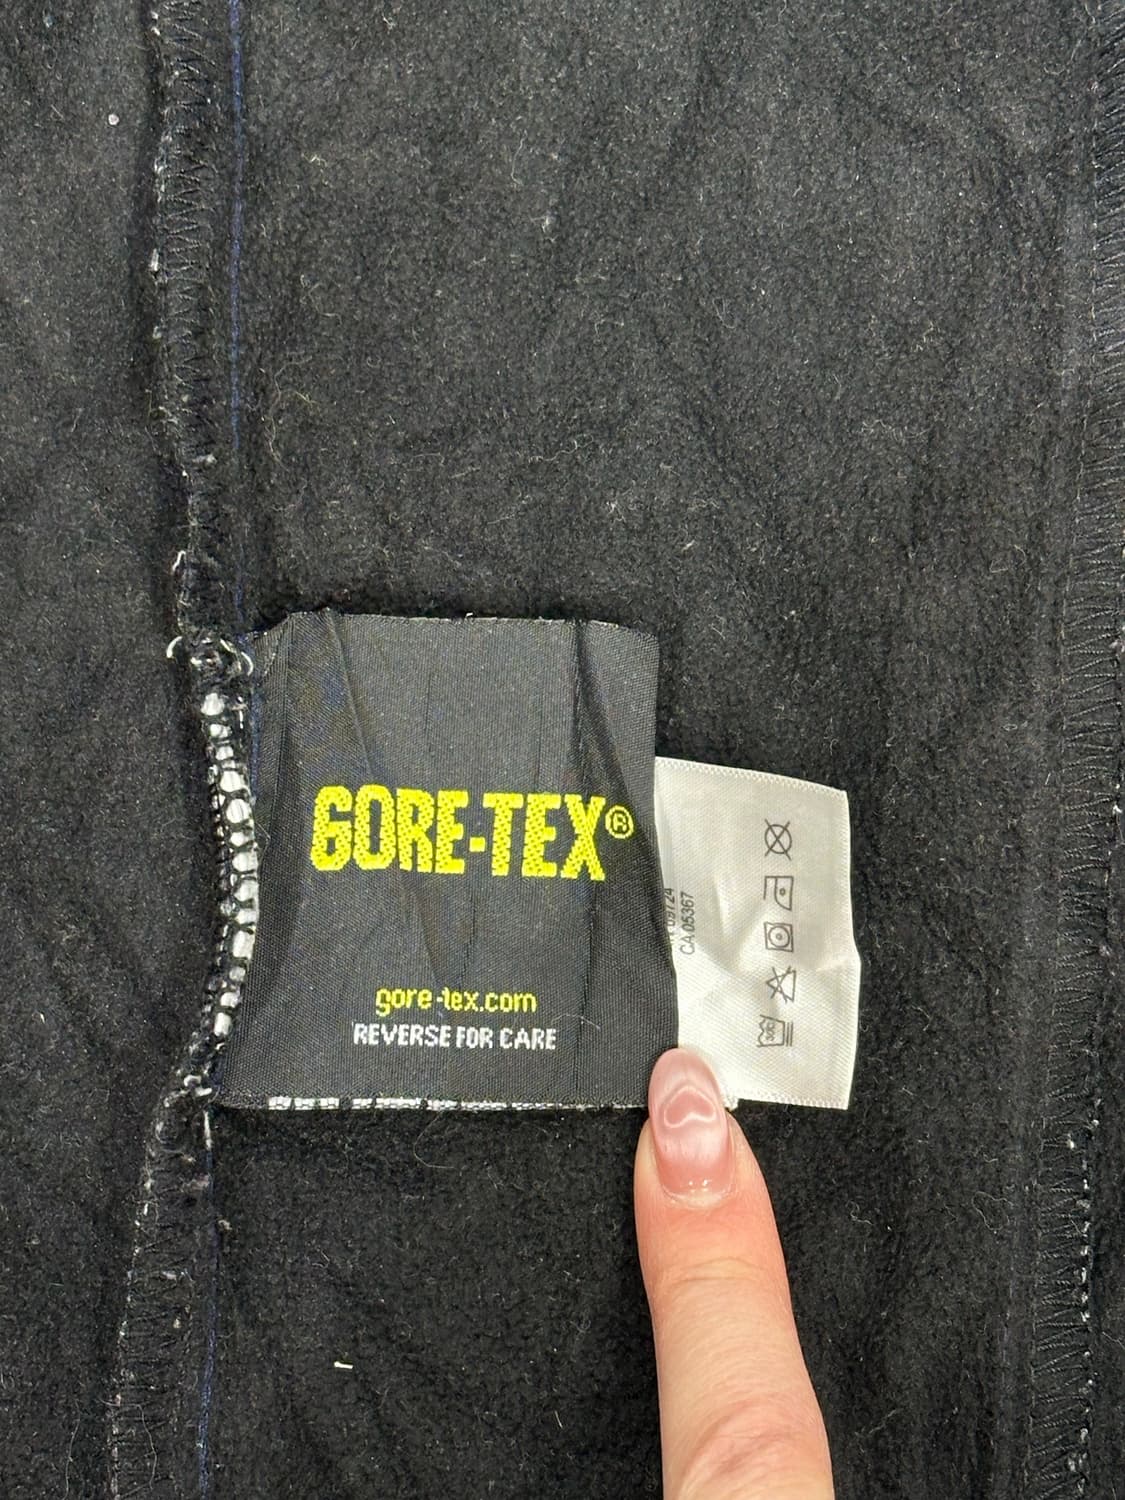 GORE-TEX®
gore-tex.com
REVERSE FOR CARE
CA 05367